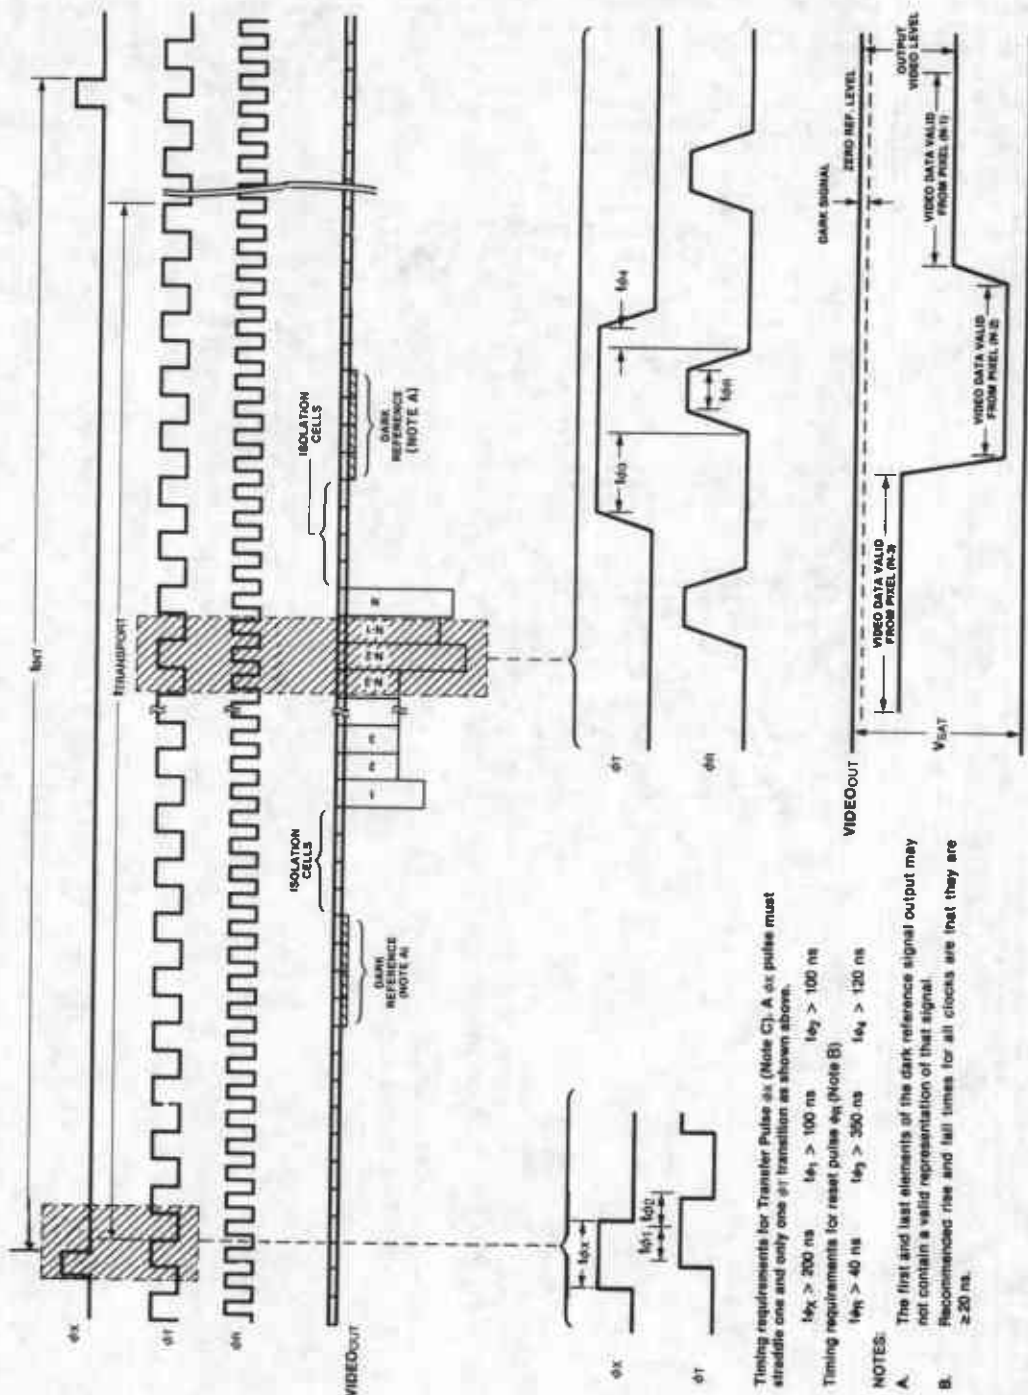 tINT
tTRANSPORT
ϕX
ϕT
ϕR
VIDEOOUT
DARK
REFERENCE
(NOTE A)
ISOLATION
CELLS
1
2
3
N
ISOLATION
CELLS
DARK
REFERENCE
(NOTE A)
ϕX
ϕT
tϕX
tϕ1
tϕ2
ϕT
ϕR
tϕ3
tϕR
tϕ4
VIDEOOUT
VSAT
VIDEO DATA VALID
FROM PIXEL (N-3)
VIDEO DATA VALID
FROM PIXEL (N-2)
VIDEO DATA VALID
FROM PIXEL (N-1)
DARK SIGNAL
ZERO REF. LEVEL
OUTPUT
VIDEO LEVEL
Timing requirements for Transfer Pulse ϕX (Note C). A ϕX pulse must
straddle one and only one ϕT transition as shown above.
tϕX > 200 ns tϕ1 > 100 ns tϕ2 > 100 ns
Timing requirements for reset pulse ϕR (Note B)
tϕR > 40 ns tϕ3 > 350 ns tϕ4 > 120 ns
NOTES:
A. The first and last elements of the dark reference signal output may
not contain a valid representation of that signal.
B. Recommended rise and fall times for all clocks are that they are
≥ 20 ns.